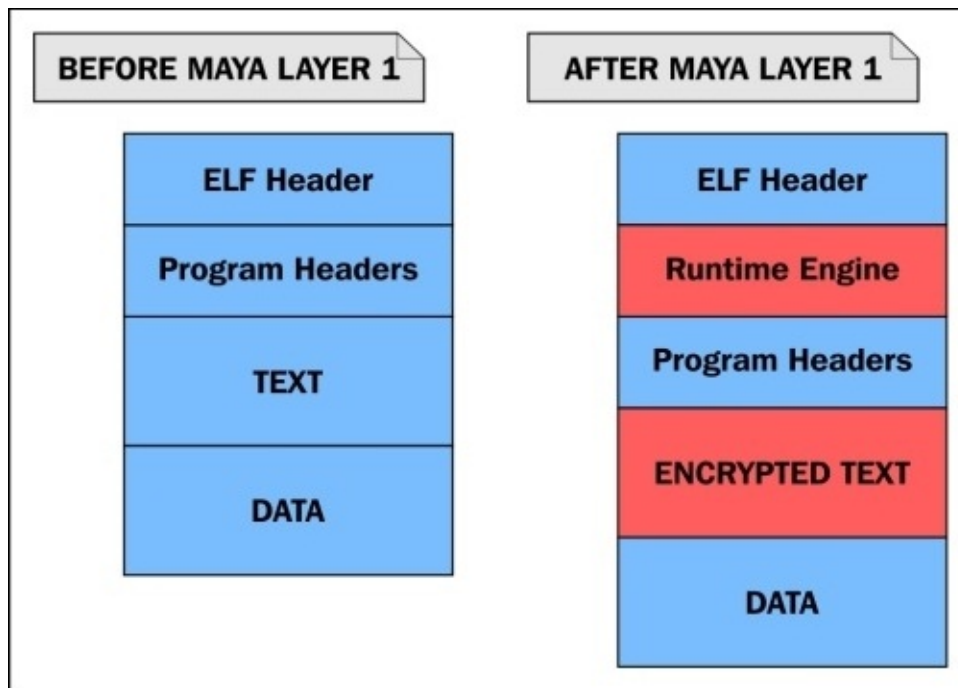 BEFORE MAYA LAYER 1
ELF Header
Program Headers
TEXT
DATA
AFTER MAYA LAYER 1
ELF Header
Runtime Engine
Program Headers
ENCRYPTED TEXT
DATA